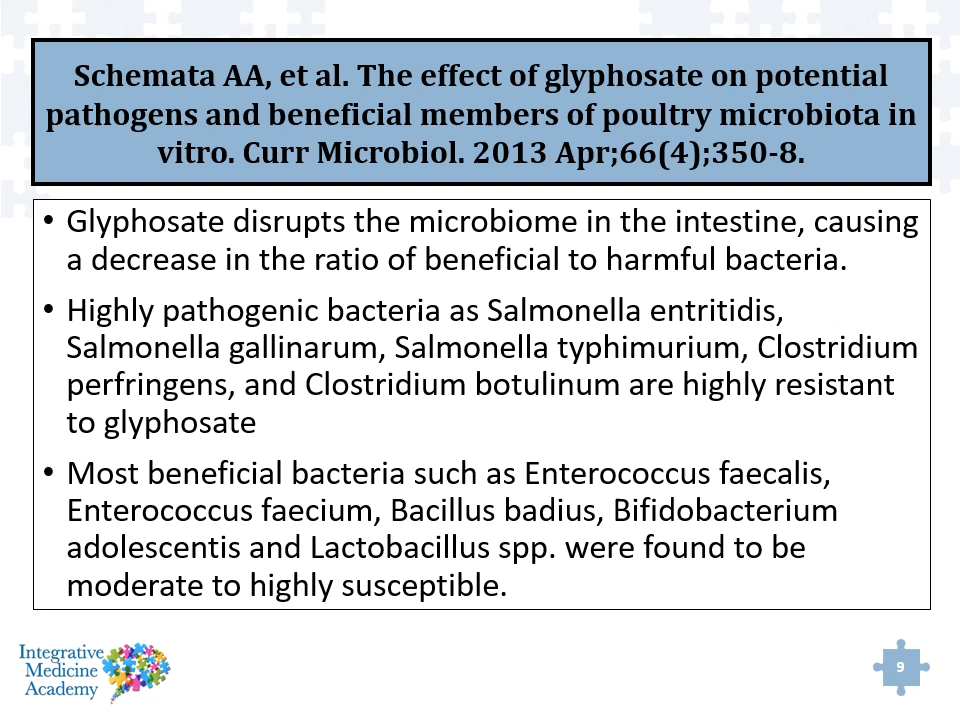 Schemata AA, et al. The effect of glyphosate on potential
pathogens and beneficial members of poultry microbiota in
vitro. Curr Microbiol. 2013 Apr;66(4);350-8.
• Glyphosate disrupts the microbiome in the intestine, causing
a decrease in the ratio of beneficial to harmful bacteria.
• Highly pathogenic bacteria as Salmonella entritidis,
Salmonella gallinarum, Salmonella typhimurium, Clostridium
perfringens, and Clostridium botulinum are highly resistant
to glyphosate
• Most beneficial bacteria such as Enterococcus faecalis,
Enterococcus faecium, Bacillus badius, Bifidobacterium
adolescentis and Lactobacillus spp. were found to be
moderate to highly susceptible.
Integrative
Medicine
Academy
9